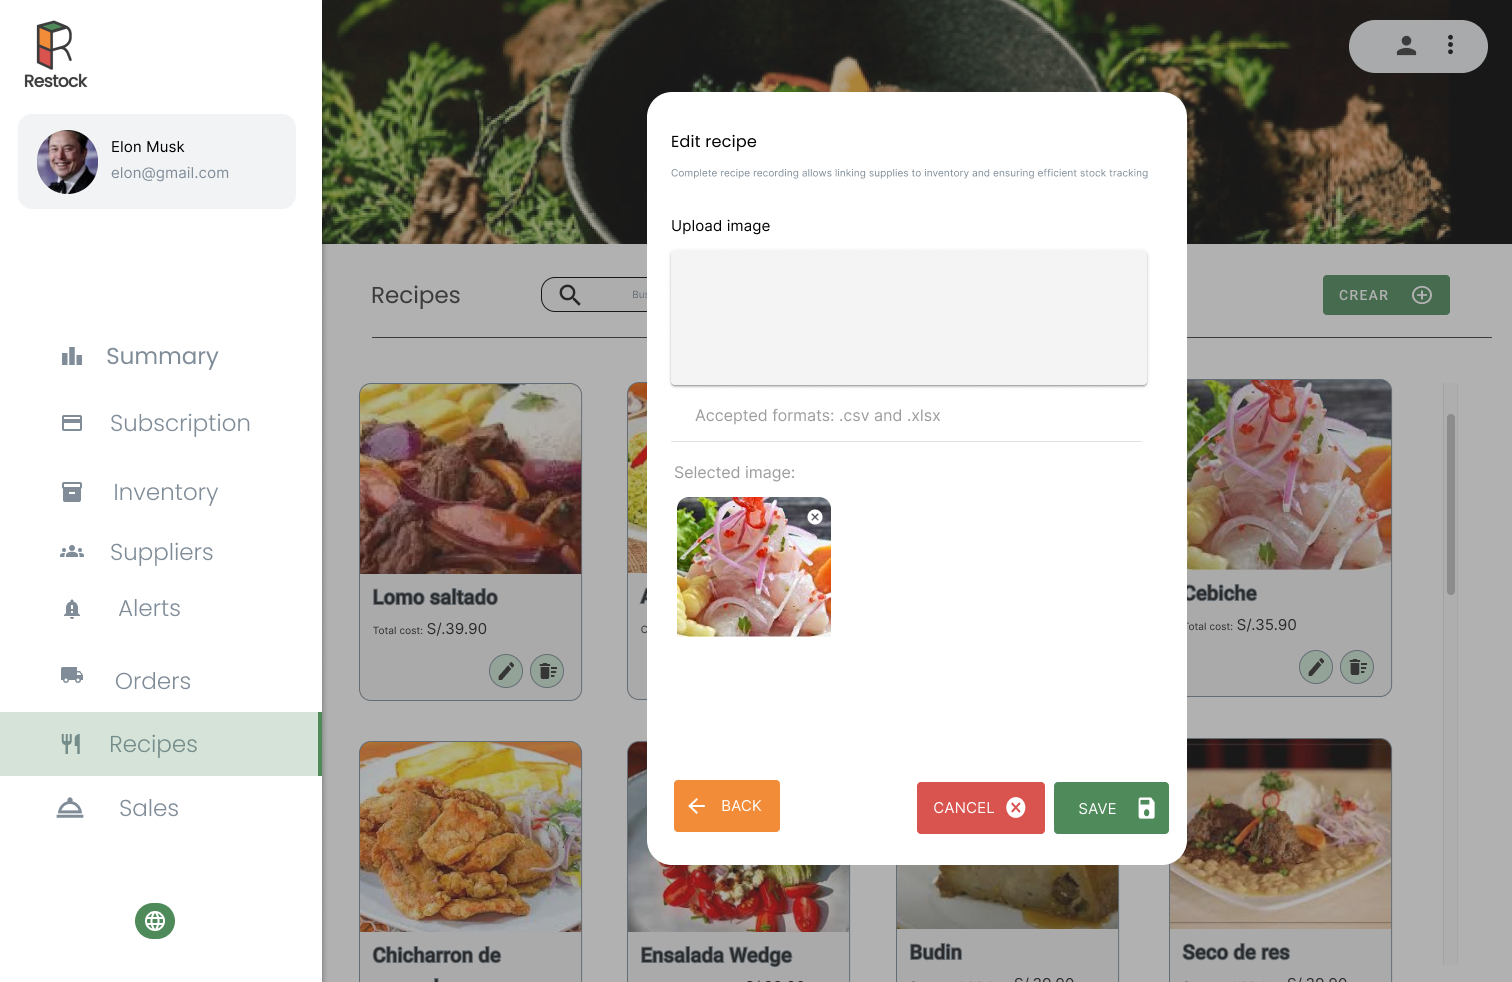 Restock
Elon Musk
elon@gmail.com
Summary
Subscription
Inventory
Suppliers
Alerts
Orders
Recipes
Sales
Recipes
CREAR
Edit recipe
Complete recipe recording allows linking supplies to inventory and ensuring efficient stock tracking
Upload image
Accepted formats: .csv and .xlsx
Selected image:
BACK
CANCEL
SAVE
Lomo saltado
Total cost: S/.39.90
Cebiche
otal cost: S/.35.90
Chicharron de
Ensalada Wedge
Budin
Seco de res